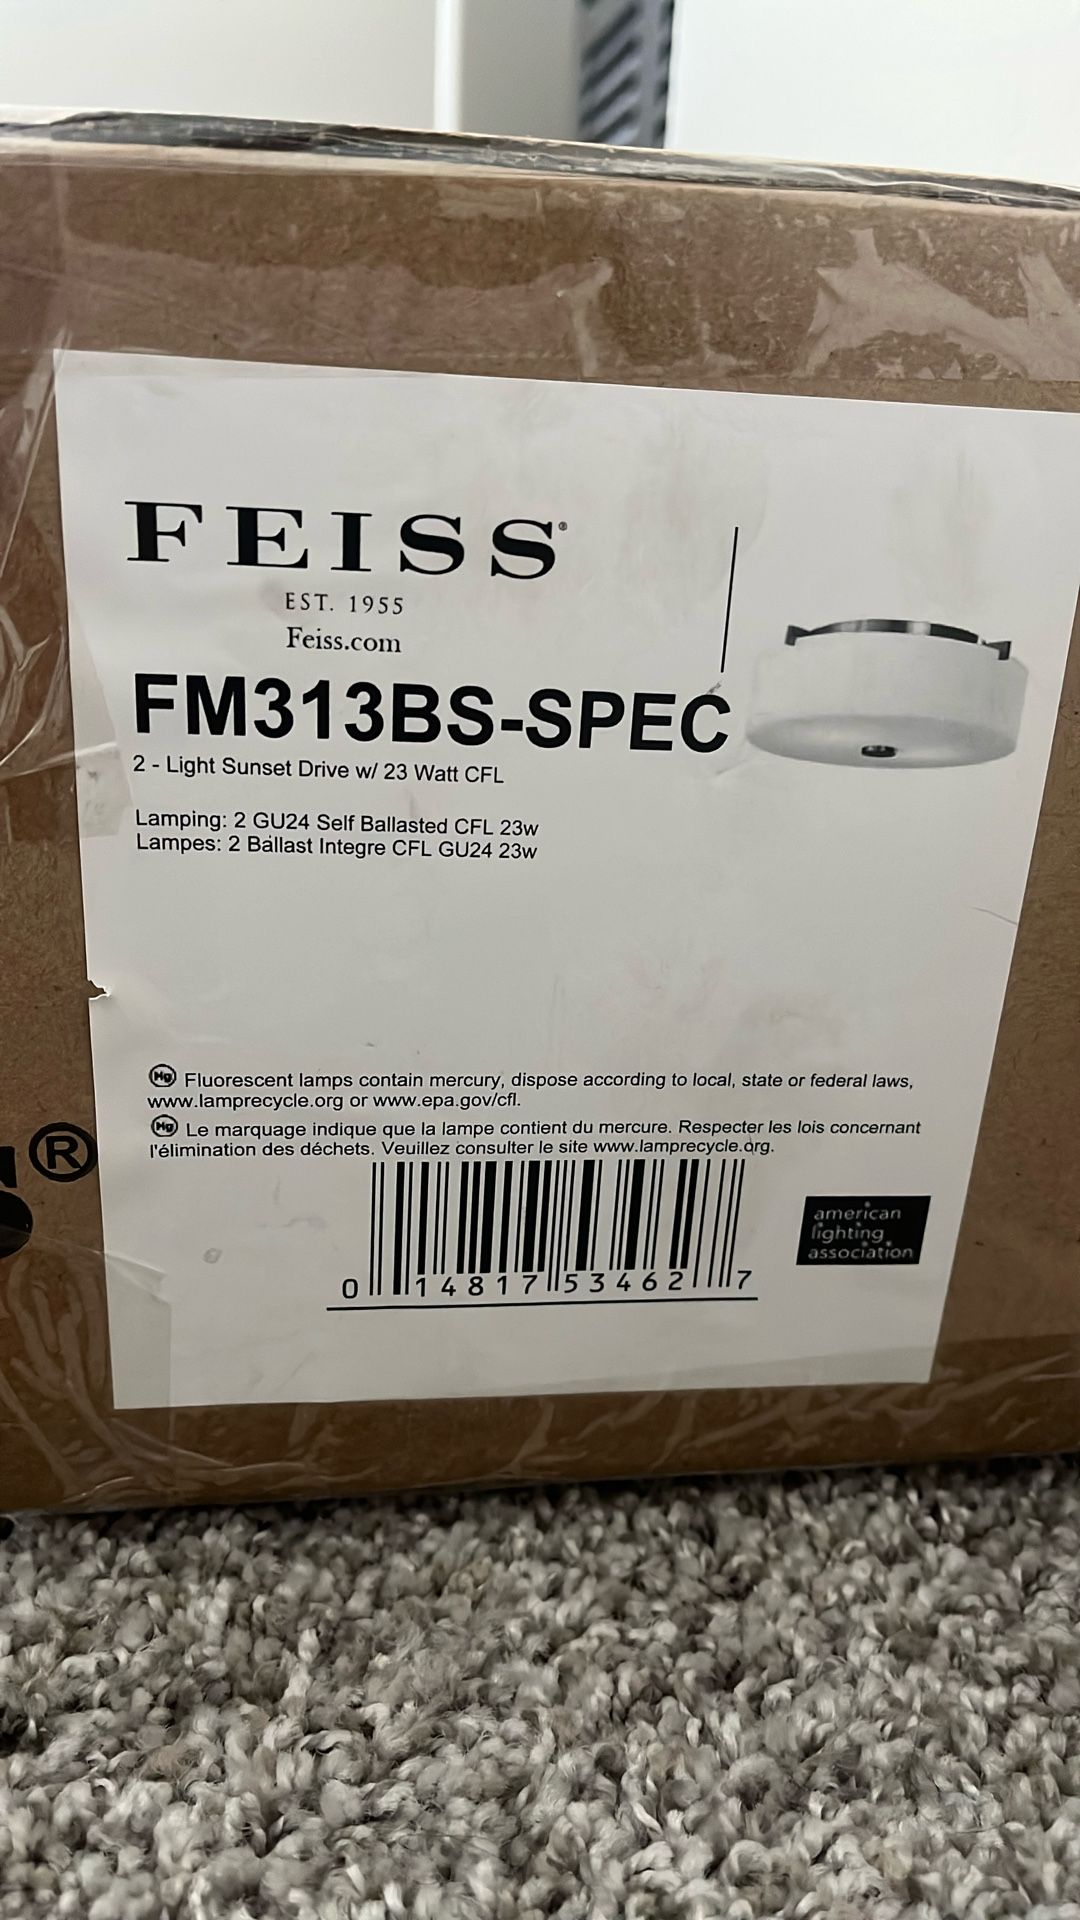 FEISS®
EST. 1955
Feiss.com
FM313BS-SPEC
2 - Light Sunset Drive w/ 23 Watt CFL
Lamping: 2 GU24 Self Ballasted CFL 23w
Lampes: 2 Ballast Integre CFL GU24 23w
Hg Fluorescent lamps contain mercury, dispose according to local, state or federal laws,
www.lamprecycle.org or www.epa.gov/cfl.
Hg Le marquage indique que la lampe contient du mercure. Respecter les lois concernant
l'élimination des déchets. Veuillez consulter le site www.lamprecycle.org.
S®
0 14817 53462 7
american
lighting
association